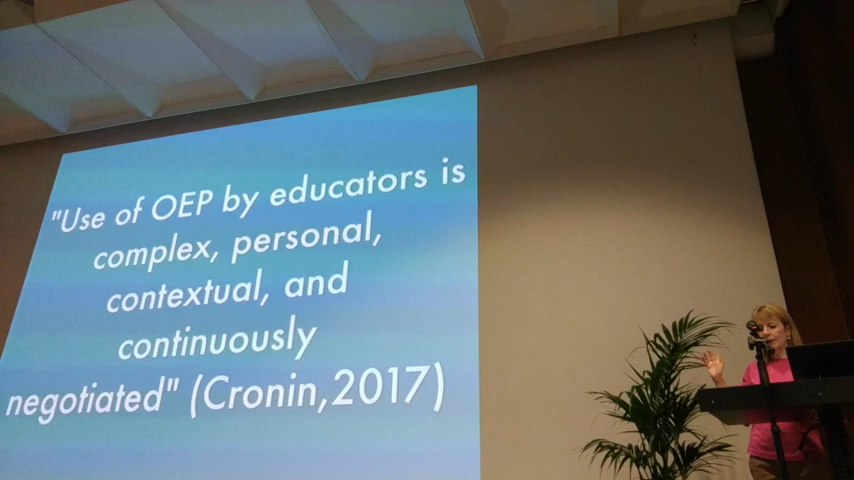 "Use of OEP by educators is
complex, personal,
contextual, and
continuously
negotiated" (Cronin,2017)